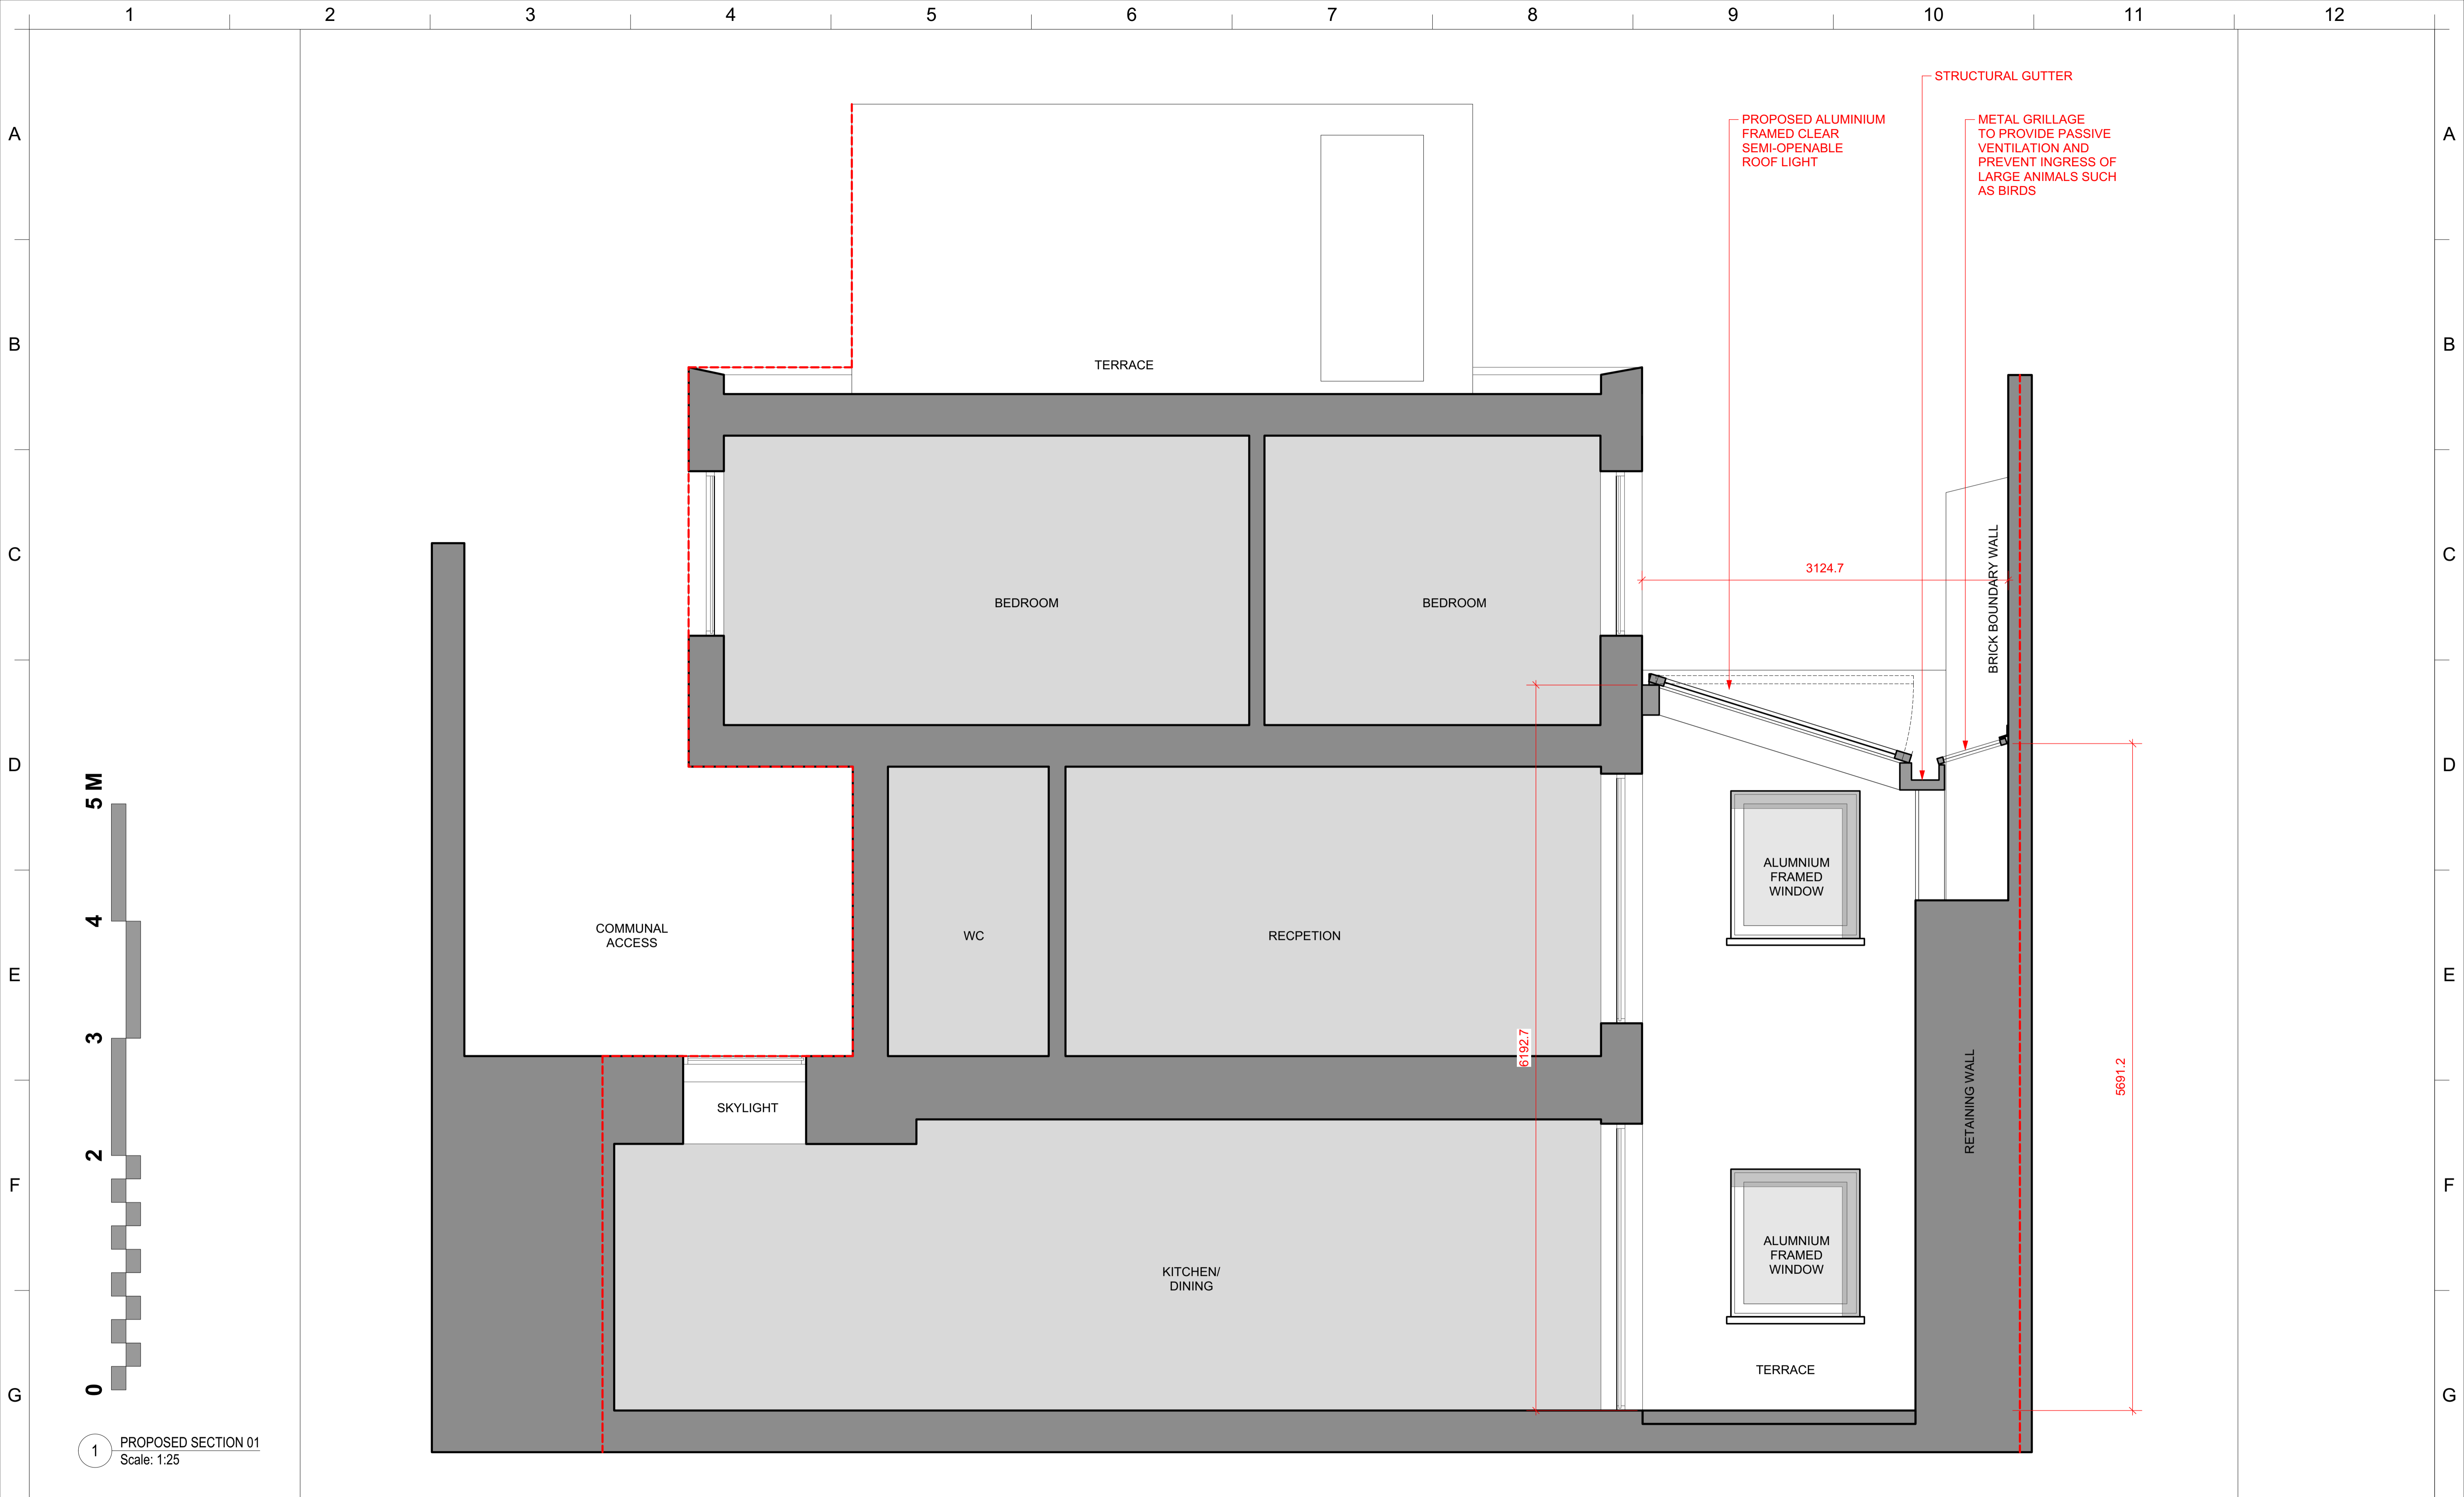 1 2 3 4 5 6 7 8 9 10 11 12
STRUCTURAL GUTTER
PROPOSED ALUMINIUM
FRAMED CLEAR
SEMI-OPENABLE
ROOF LIGHT
METAL GRILLAGE
TO PROVIDE PASSIVE
VENTILATION AND
PREVENT INGRESS OF
LARGE ANIMALS SUCH
AS BIRDS
A A
B B
TERRACE
C C
3124.7
BRICK BOUNDARY WALL
BEDROOM
BEDROOM
D D
5 M
4
3
2
0
ALUMNIUM
FRAMED
WINDOW
COMMUNAL
ACCESS
WC
RECPETION
E E
6192.7
5691.2
RETAINING WALL
SKYLIGHT
F F
ALUMNIUM
FRAMED
WINDOW
KITCHEN/
DINING
TERRACE
G G
1 PROPOSED SECTION 01
Scale: 1:25